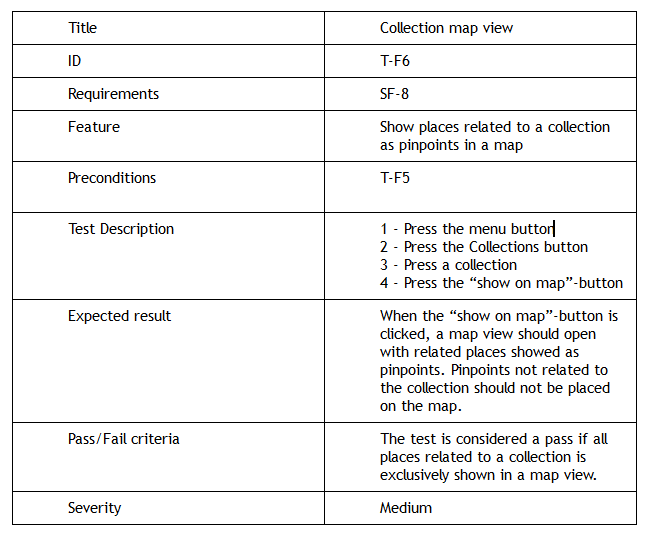 Title
Collection map view
ID
T-F6
Requirements
SF-8
Feature
Show places related to a collection
as pinpoints in a map
Preconditions
T-F5
Test Description
1 - Press the menu button
2 - Press the Collections button
3 - Press a collection
4 - Press the “show on map”-button
Expected result
When the “show on map”-button is
clicked, a map view should open
with related places showed as
pinpoints. Pinpoints not related to
the collection should not be placed
on the map.
Pass/Fail criteria
The test is considered a pass if all
places related to a collection is
exclusively shown in a map view.
Severity
Medium